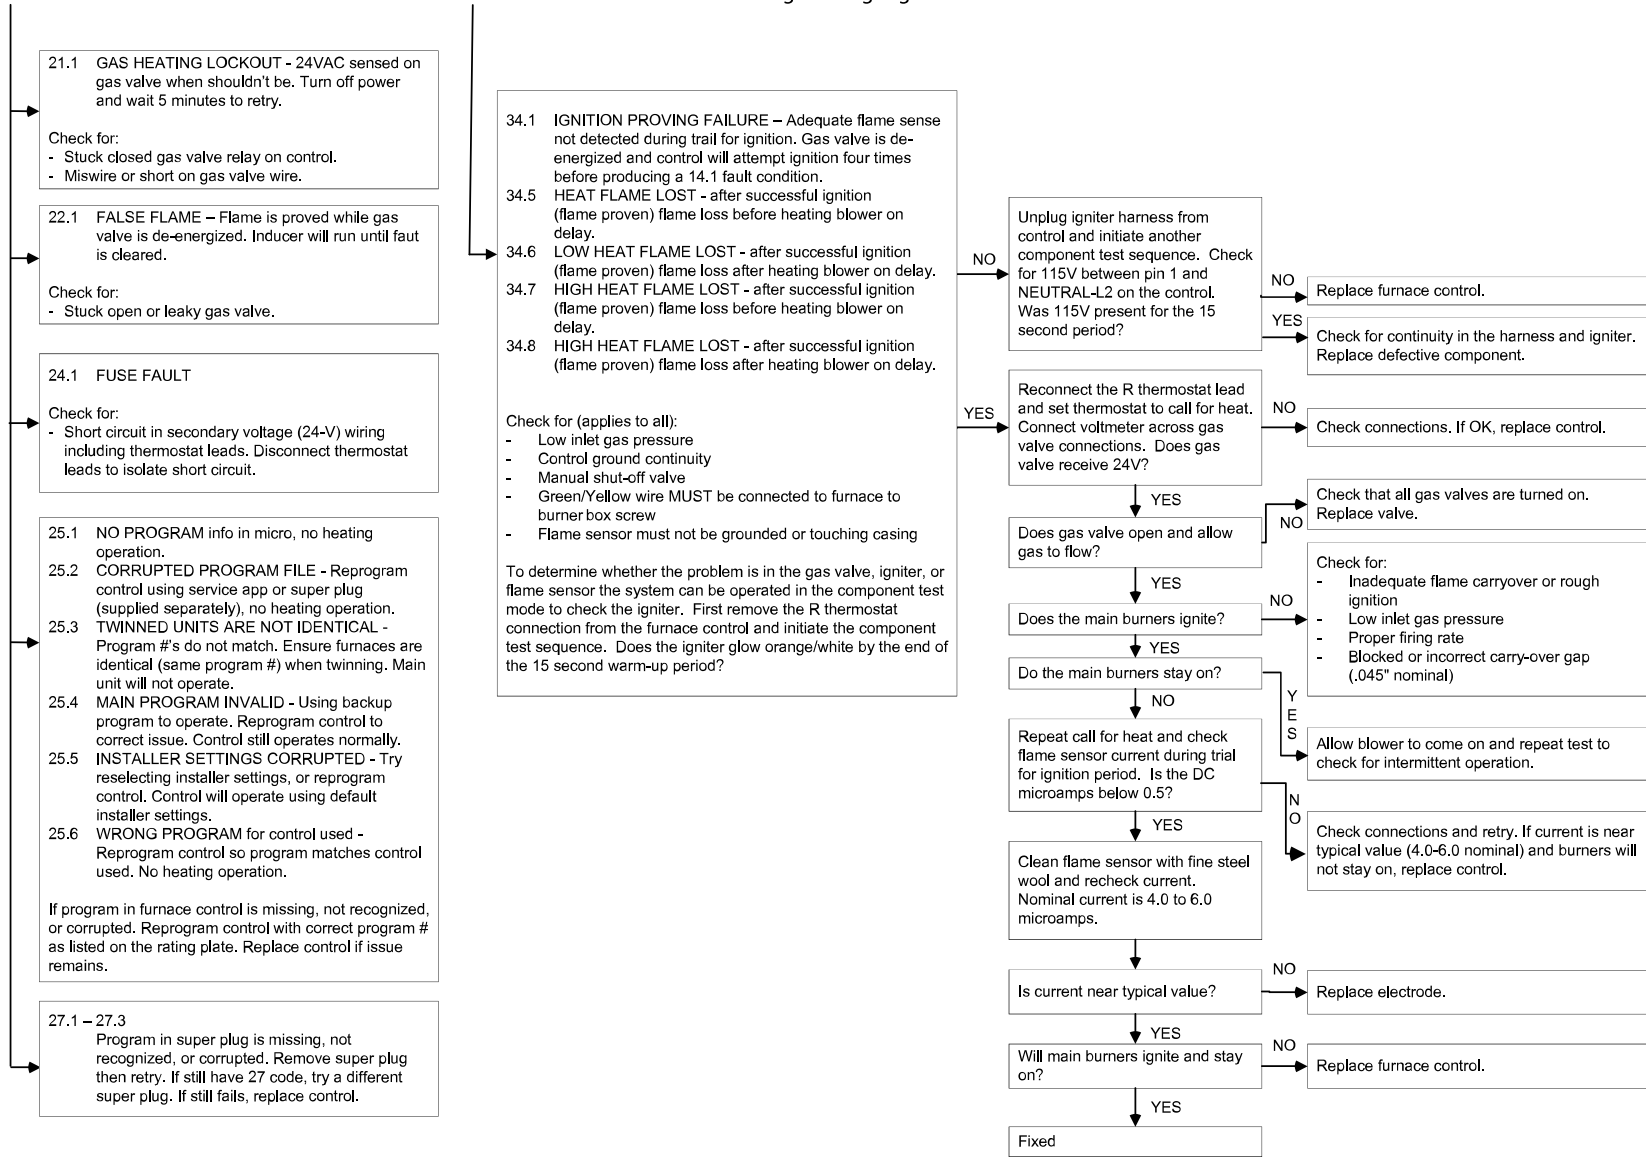 21.1 GAS HEATING LOCKOUT - 24VAC sensed on
gas valve when shouldn't be. Turn off power
and wait 5 minutes to retry.
Check for:
- Stuck closed gas valve relay on control.
- Miswire or short on gas valve wire.
22.1 FALSE FLAME – Flame is proved while gas
valve is de-energized. Inducer will run until faut
is cleared.
Check for:
- Stuck open or leaky gas valve.
24.1 FUSE FAULT
Check for:
- Short circuit in secondary voltage (24-V) wiring
including thermostat leads. Disconnect thermostat
leads to isolate short circuit.
25.1 NO PROGRAM info in micro, no heating
operation.
25.2 CORRUPTED PROGRAM FILE - Reprogram
control using service app or super plug
(supplied separately), no heating operation.
25.3 TWINNED UNITS ARE NOT IDENTICAL -
Program #'s do not match. Ensure furnaces are
identical (same program #) when twinning. Main
unit will not operate.
25.4 MAIN PROGRAM INVALID - Using backup
program to operate. Reprogram control to
correct issue. Control still operates normally.
25.5 INSTALLER SETTINGS CORRUPTED - Try
reselecting installer settings, or reprogram
control. Control will operate using default
installer settings.
25.6 WRONG PROGRAM for control used -
Reprogram control so program matches control
used. No heating operation.
If program in furnace control is missing, not recognized,
or corrupted. Reprogram control with correct program #
as listed on the rating plate. Replace control if issue
remains.
27.1 – 27.3
Program in super plug is missing, not
recognized, or corrupted. Remove super plug
then retry. If still have 27 code, try a different
super plug. If still fails, replace control.
34.1 IGNITION PROVING FAILURE – Adequate flame sense
not detected during trail for ignition. Gas valve is de-
energized and control will attempt ignition four times
before producing a 14.1 fault condition.
34.5 HEAT FLAME LOST - after successful ignition
(flame proven) flame loss before heating blower on
delay.
34.6 LOW HEAT FLAME LOST - after successful ignition
(flame proven) flame loss after heating blower on delay.
34.7 HIGH HEAT FLAME LOST - after successful ignition
(flame proven) flame loss before heating blower on
delay.
34.8 HIGH HEAT FLAME LOST - after successful ignition
(flame proven) flame loss after heating blower on delay.
Check for (applies to all):
- Low inlet gas pressure
- Control ground continuity
- Manual shut-off valve
- Green/Yellow wire MUST be connected to furnace to
burner box screw
- Flame sensor must not be grounded or touching casing
To determine whether the problem is in the gas valve, igniter, or
flame sensor the system can be operated in the component test
mode to check the igniter. First remove the R thermostat
connection from the furnace control and initiate the component
test sequence. Does the igniter glow orange/white by the end of
the 15 second warm-up period?
NO
Unplug igniter harness from
control and initiate another
component test sequence. Check
for 115V between pin 1 and
NEUTRAL-L2 on the control.
Was 115V present for the 15
second period?
NO
Replace furnace control.
YES
Check for continuity in the harness and igniter.
Replace defective component.
YES
Reconnect the R thermostat lead
and set thermostat to call for heat.
Connect voltmeter across gas
valve connections. Does gas
valve receive 24V?
NO
Check connections. If OK, replace control.
YES
Does gas valve open and allow
gas to flow?
NO
Check that all gas valves are turned on.
Replace valve.
YES
Does the main burners ignite?
NO
Check for:
- Inadequate flame carryover or rough
ignition
- Low inlet gas pressure
- Proper firing rate
- Blocked or incorrect carry-over gap
(.045" nominal)
YES
Do the main burners stay on?
YES
Allow blower to come on and repeat test to
check for intermittent operation.
NO
Repeat call for heat and check
flame sensor current during trial
for ignition period. Is the DC
microamps below 0.5?
NO
Check connections and retry. If current is near
typical value (4.0-6.0 nominal) and burners will
not stay on, replace control.
YES
Clean flame sensor with fine steel
wool and recheck current.
Nominal current is 4.0 to 6.0
microamps.
Is current near typical value?
NO
Replace electrode.
YES
Will main burners ignite and stay
on?
NO
Replace furnace control.
YES
Fixed